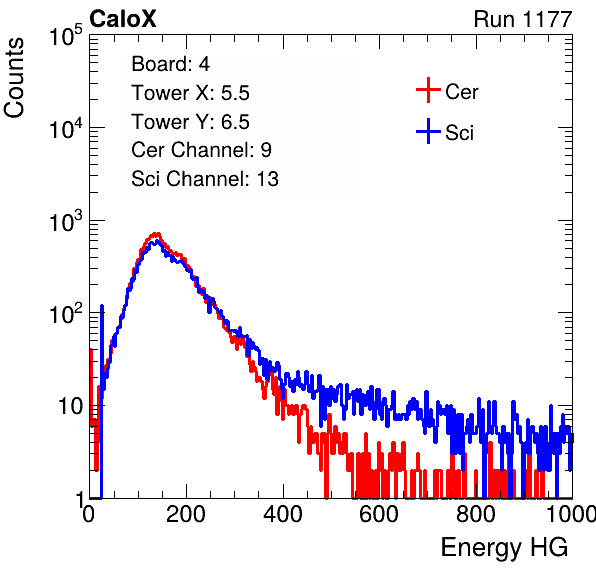 CaloX Run 1177
Counts
Board: 4
Tower X: 5.5
Tower Y: 6.5
Cer Channel: 9
Sci Channel: 13
Cer
Sci
10^5
10^4
10^3
10^2
10
1
0 200 400 600 800 1000
Energy HG